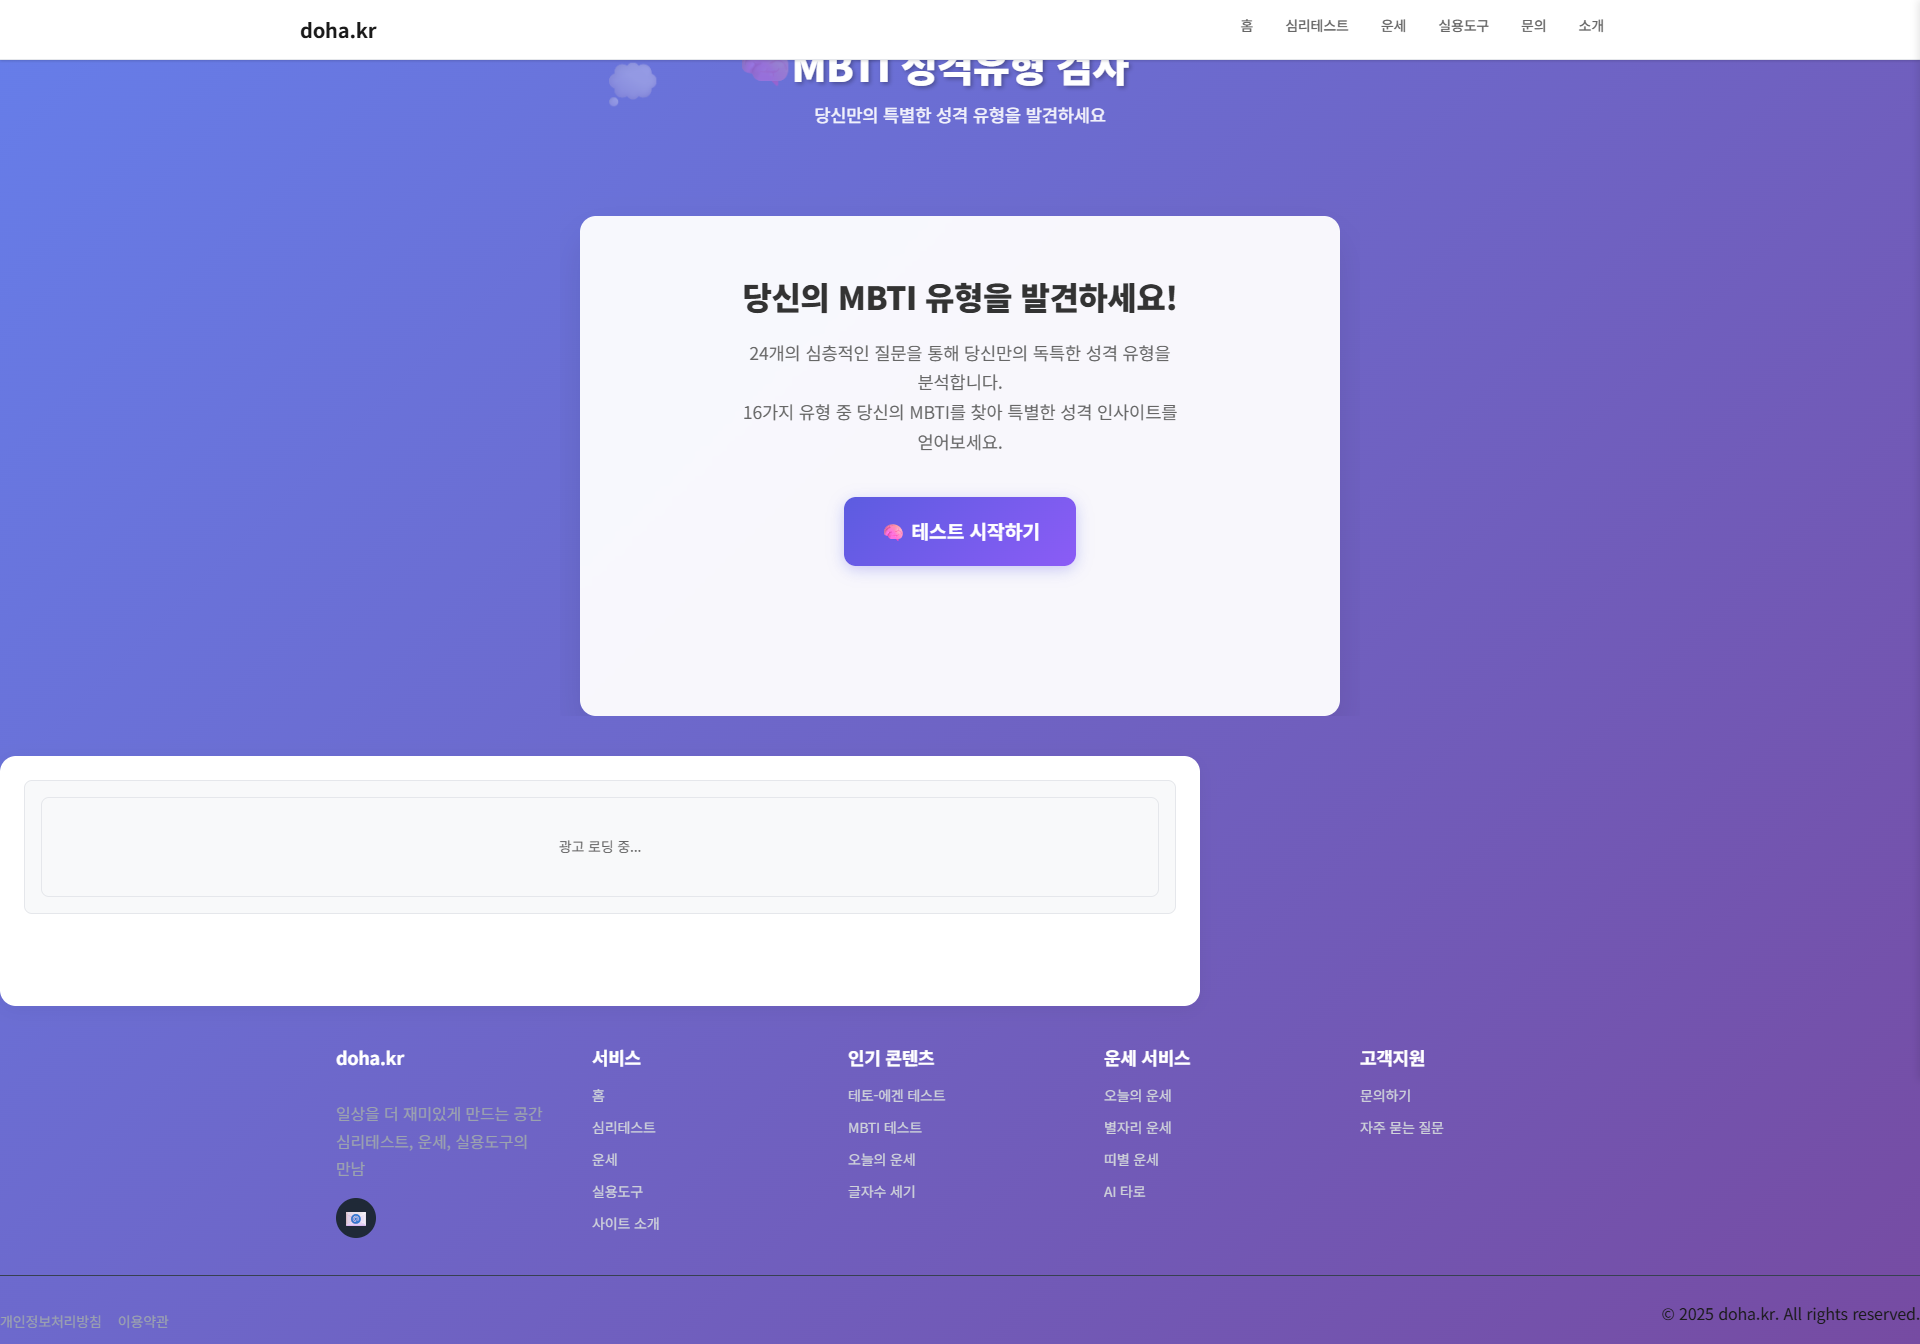 doha.kr
홈
심리테스트
운세
실용도구
문의
소개
MBTI 성격유형 검사
당신만의 특별한 성격 유형을 발견하세요
당신의 MBTI 유형을 발견하세요!
24개의 심층적인 질문을 통해 당신만의 독특한 성격 유형을
분석합니다.
16가지 유형 중 당신의 MBTI를 찾아 특별한 성격 인사이트를
얻어보세요.
테스트 시작하기
광고 로딩 중...
doha.kr
일상을 더 재미있게 만드는 공간
심리테스트, 운세, 실용도구의
만남
서비스
홈
심리테스트
운세
실용도구
사이트 소개
인기 콘텐츠
테토-에겐 테스트
MBTI 테스트
오늘의 운세
글자수 세기
운세 서비스
오늘의 운세
별자리 운세
띠별 운세
AI 타로
고객지원
문의하기
자주 묻는 질문
개인정보처리방침
이용약관
© 2025 doha.kr. All rights reserved.